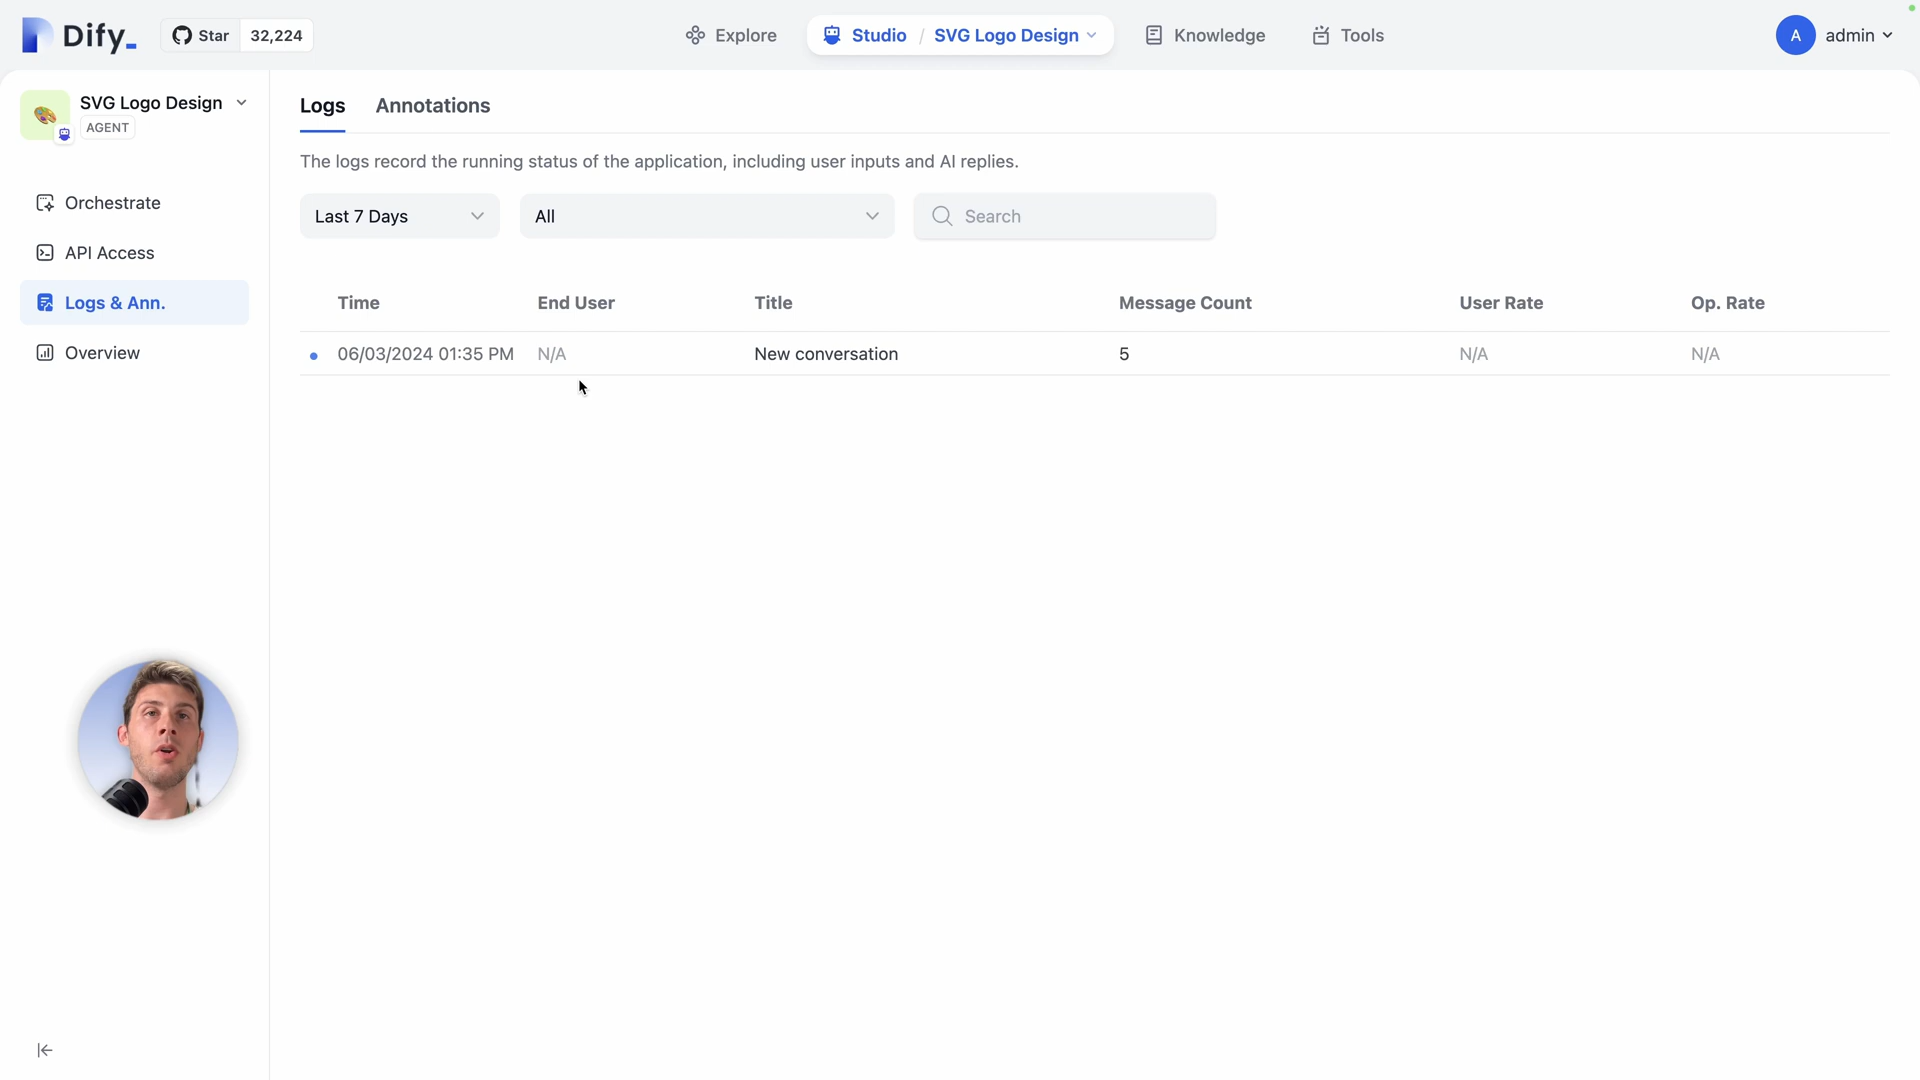 Dify_
Star 32,224
Explore
Studio / SVG Logo Design
Knowledge
Tools
A admin
SVG Logo Design
AGENT
Orchestrate
API Access
Logs & Ann.
Overview
Logs Annotations
The logs record the running status of the application, including user inputs and AI replies.
Last 7 Days
All
Search
Time End User Title Message Count User Rate Op. Rate
06/03/2024 01:35 PM N/A New conversation 5 N/A N/A